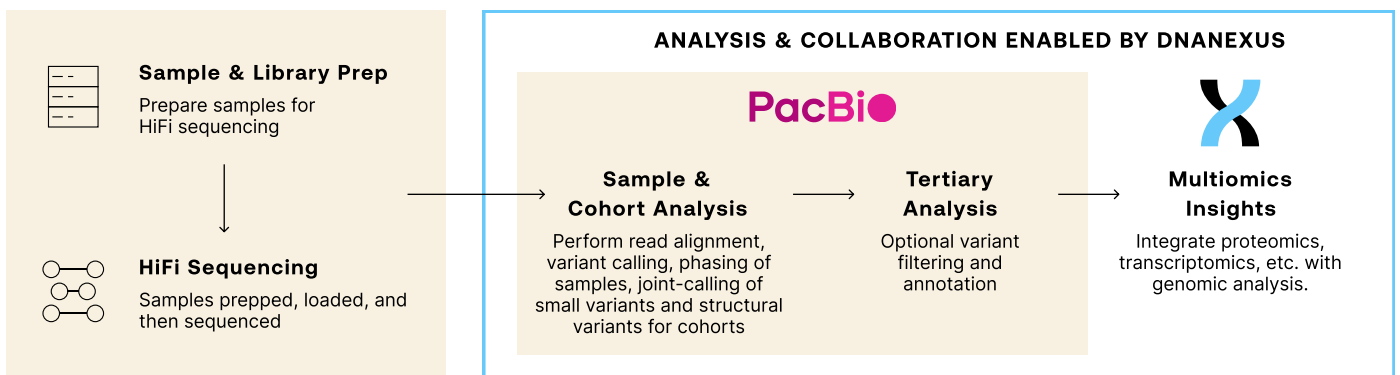 Sample & Library Prep
Prepare samples for
HiFi sequencing
HiFi Sequencing
Samples prepped, loaded, and
then sequenced
ANALYSIS & COLLABORATION ENABLED BY DNANEXUS
PacBio
Sample &
Cohort Analysis
Perform read alignment,
variant calling, phasing of
samples, joint-calling of
small variants and structural
variants for cohorts
Tertiary
Analysis
Optional variant
filtering and
annotation
Multiomics
Insights
Integrate proteomics,
transcriptomics, etc. with
genomic analysis.